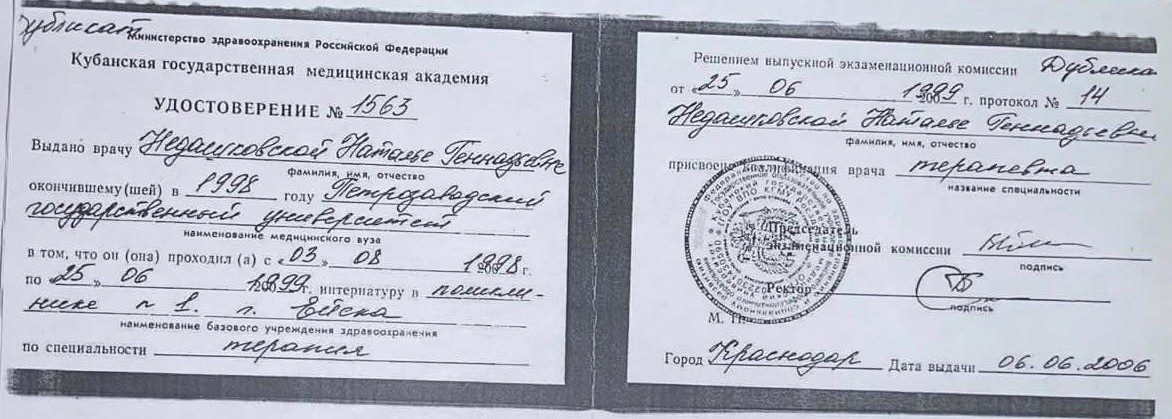 Дубликат
Министерство здравоохранения Российской Федерации
Кубанская государственная медицинская академия
УДОСТОВЕРЕНИЕ № 1563
Выдано врачу Недашковской Наталье Геннадьевне
фамилия, имя, отчество
окончившему(шей) в 1998 году Петрозаводский
государственный университет
наименование медицинского вуза
в том, что он (она) проходил (а) с «03» 08 1998 г.
по «25» 06 1999 г. интернатуру в поликли-
нике n 1. г. Ейска
наименование базового учреждения здравоохранения
по специальности терапия
Решением выпускной экзаменационной комиссии Дублика
от «25» 06 1999 г. протокол № 14
Недашковской Наталье Геннадьевне
фамилия, имя, отчество
присвоена квалификация врача терапевта
название специальности
Председатель
экзаменационной комиссии
подпись
Ректор
подпись
М. П.
Город Краснодар Дата выдачи 06.06.2006